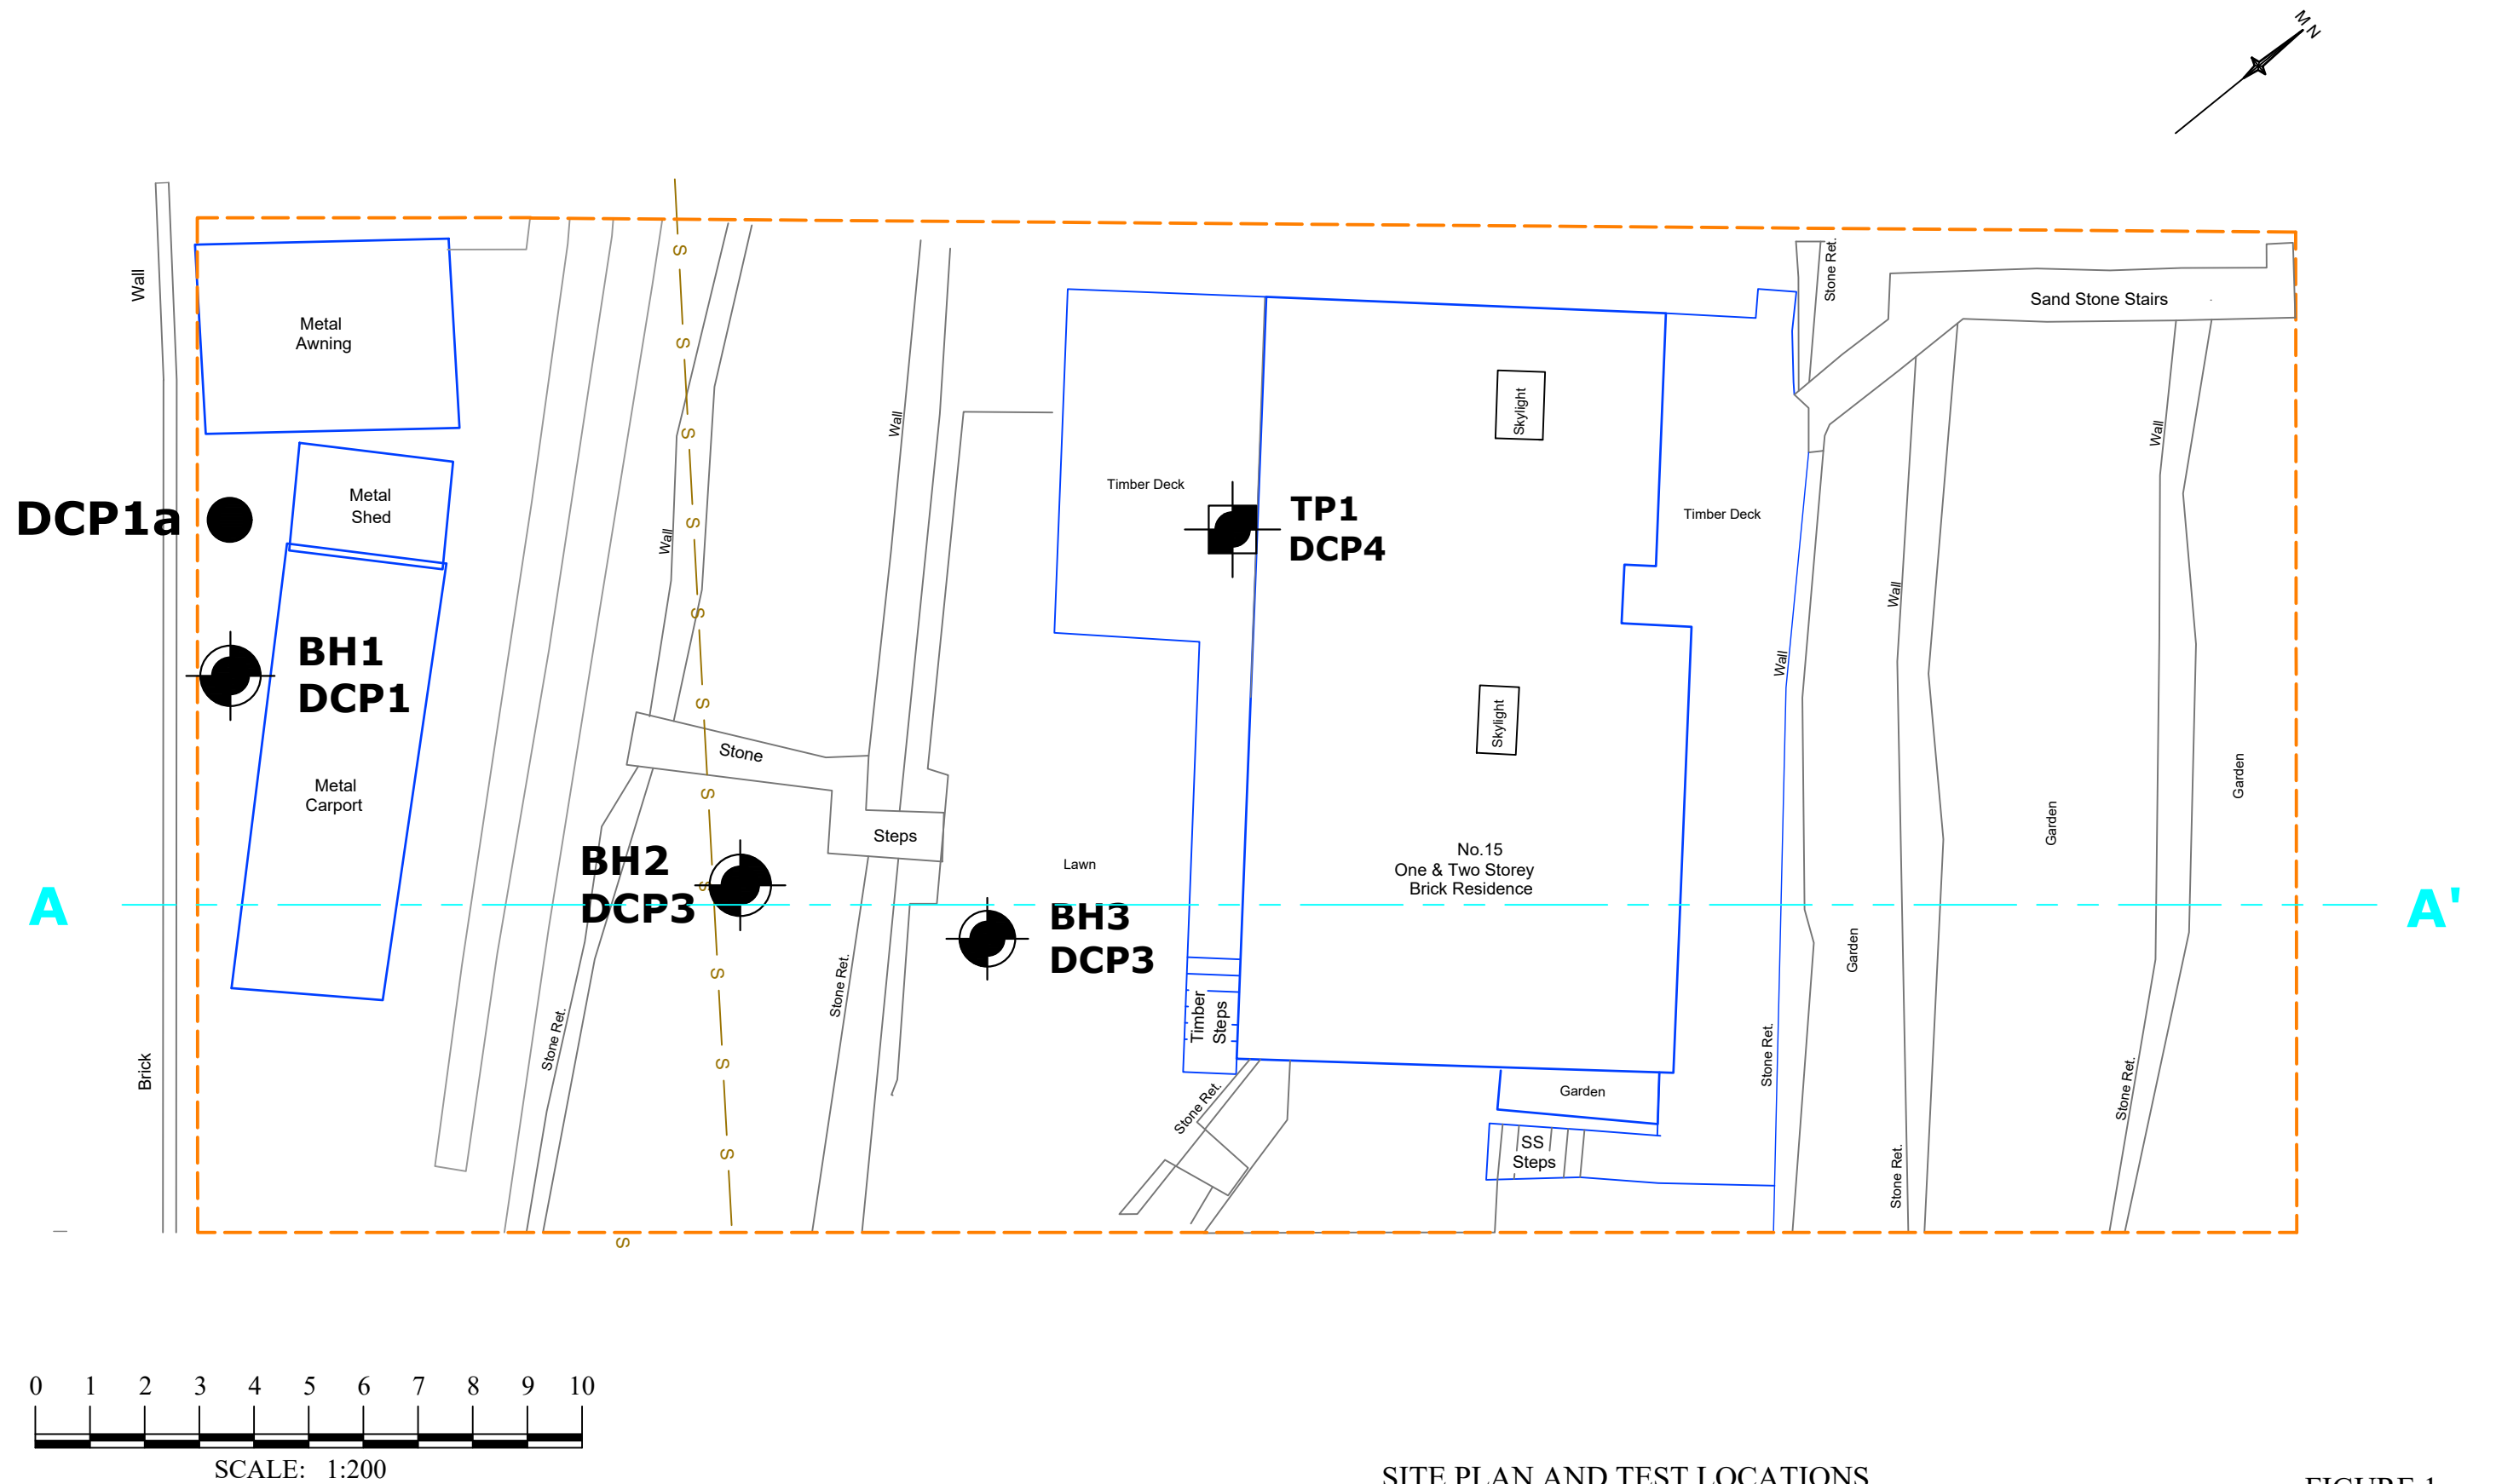 M N
Wall
Metal
Awning
S
S
S
S
S
S
S
S
S
S
S
S
Stone Ret.
Sand Stone Stairs
Wall
Wall
Skylight
Timber Deck
Metal
Shed
DCP1a
TP1
DCP4
Timber Deck
Wall
Wall
Wall
BH1
DCP1
Skylight
Stone
Metal
Carport
Garden
Garden
Steps
No.15
One & Two Storey
Brick Residence
Lawn
BH2
DCP3
A
A'
BH3
DCP3
Garden
Stone Ret.
Stone Ret.
Timber
Steps
Stone Ret.
Brick
Garden
Stone Ret.
Stone Ret.
SS
Steps
Stone Ret.
0 1 2 3 4 5 6 7 8 9 10
SCALE: 1:200
SITE PLAN AND TEST LOCATIONS
FIGURE 1